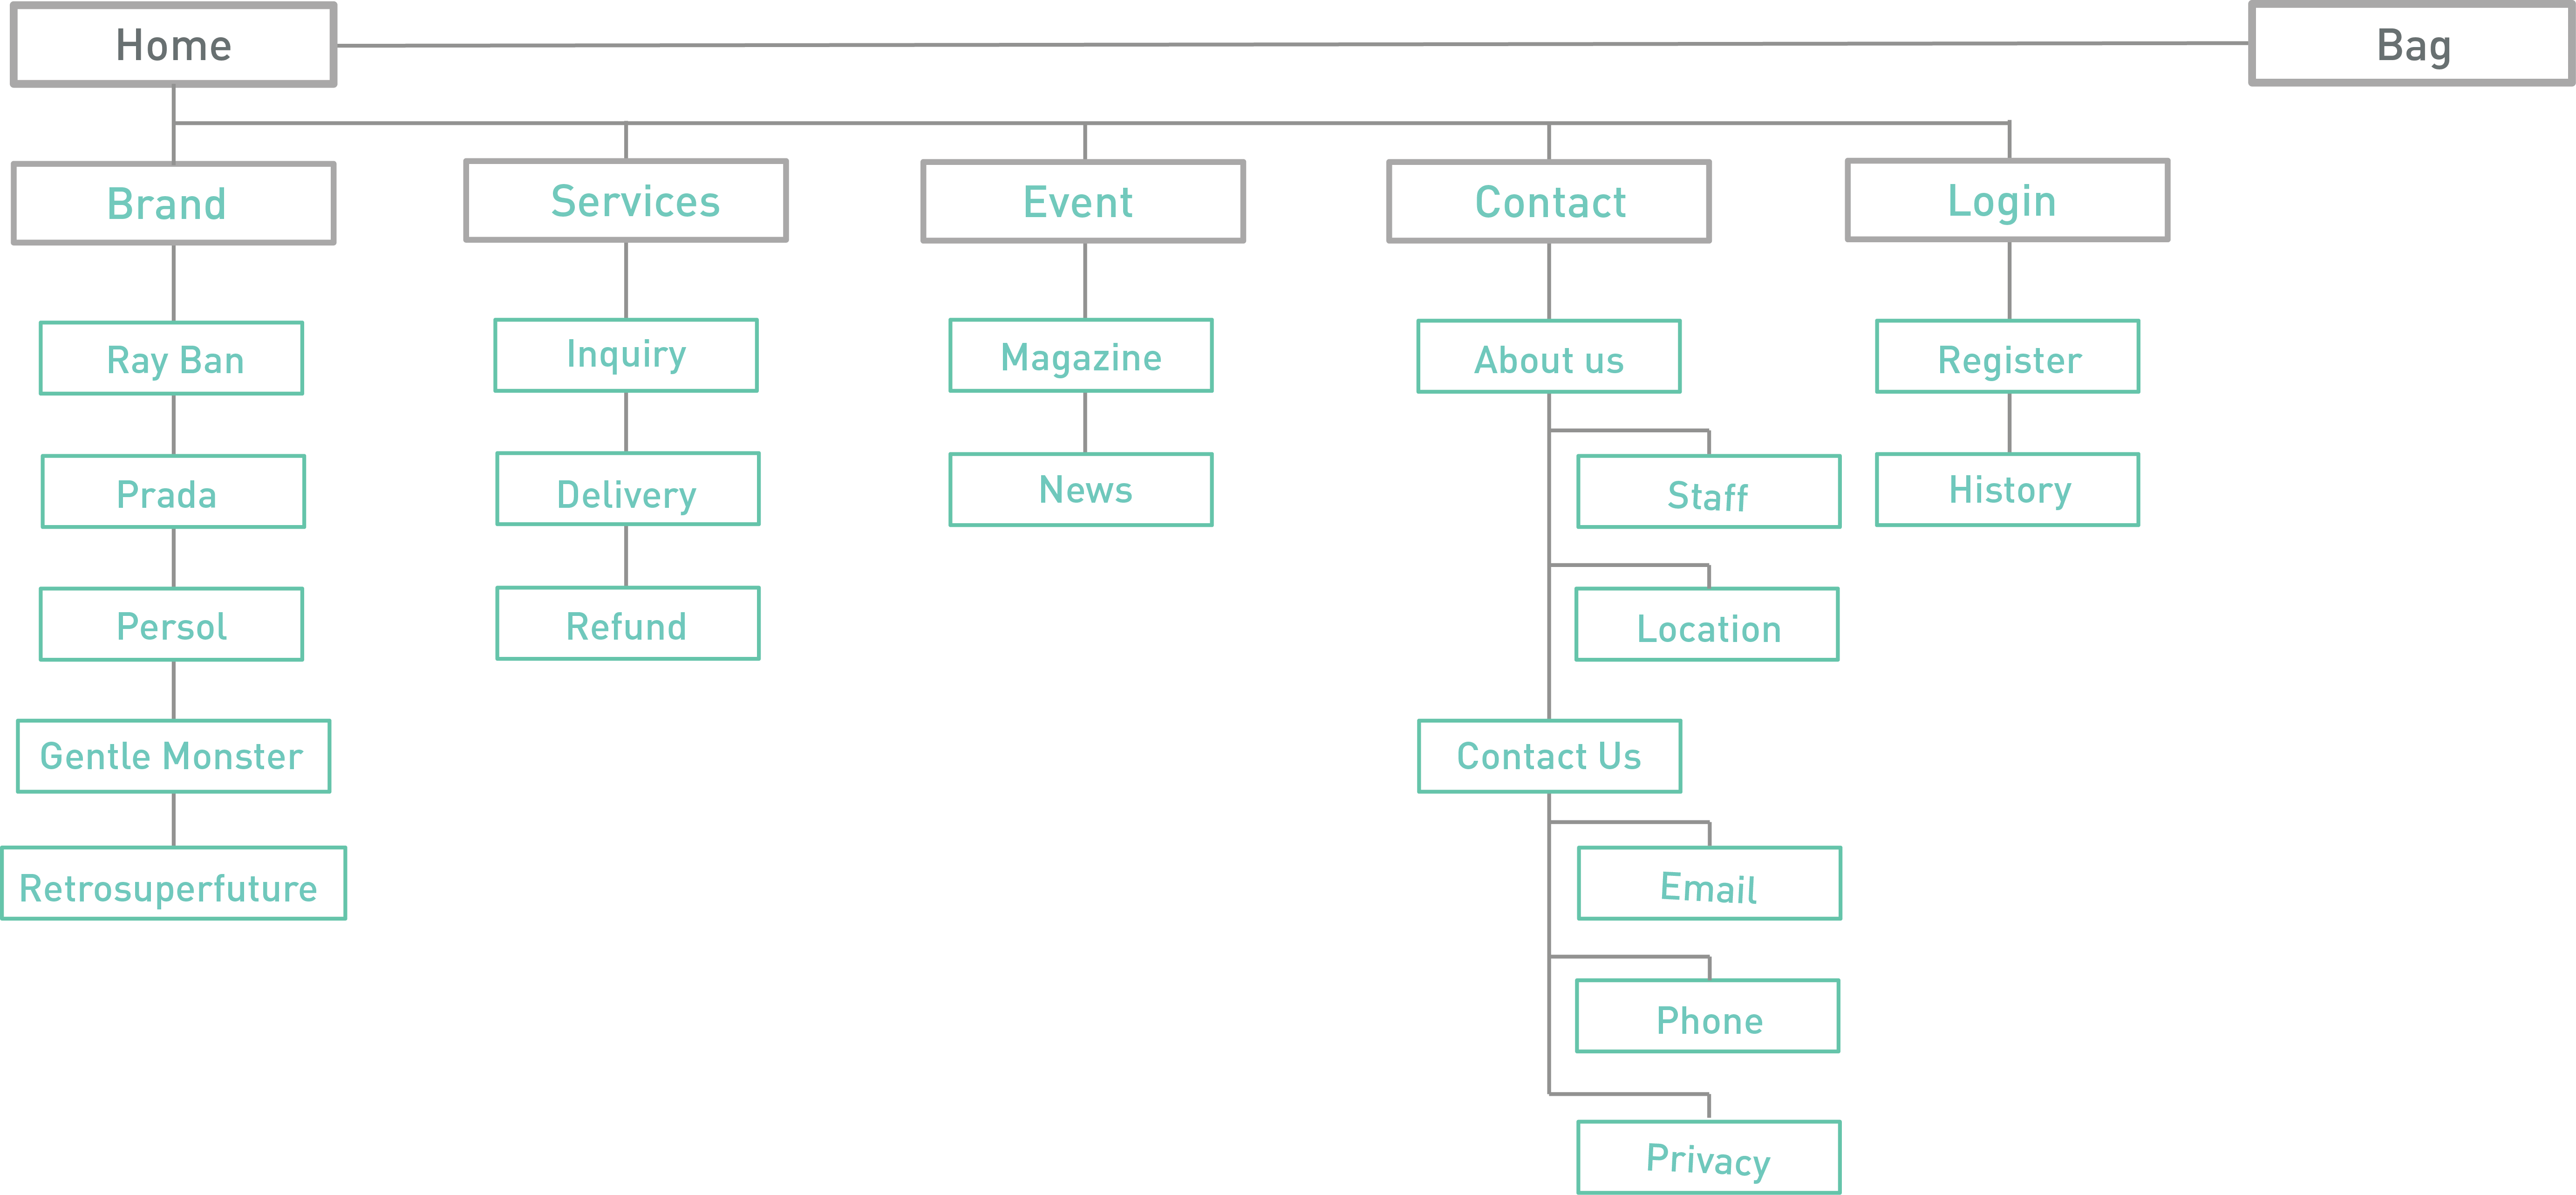 Home
Bag
Brand
Services
Event
Contact
Login
Ray Ban
Inquiry
Magazine
About us
Register
Prada
Delivery
News
Staff
History
Persol
Refund
Location
Gentle Monster
Contact Us
Retrosuperfuture
Email
Phone
Privacy